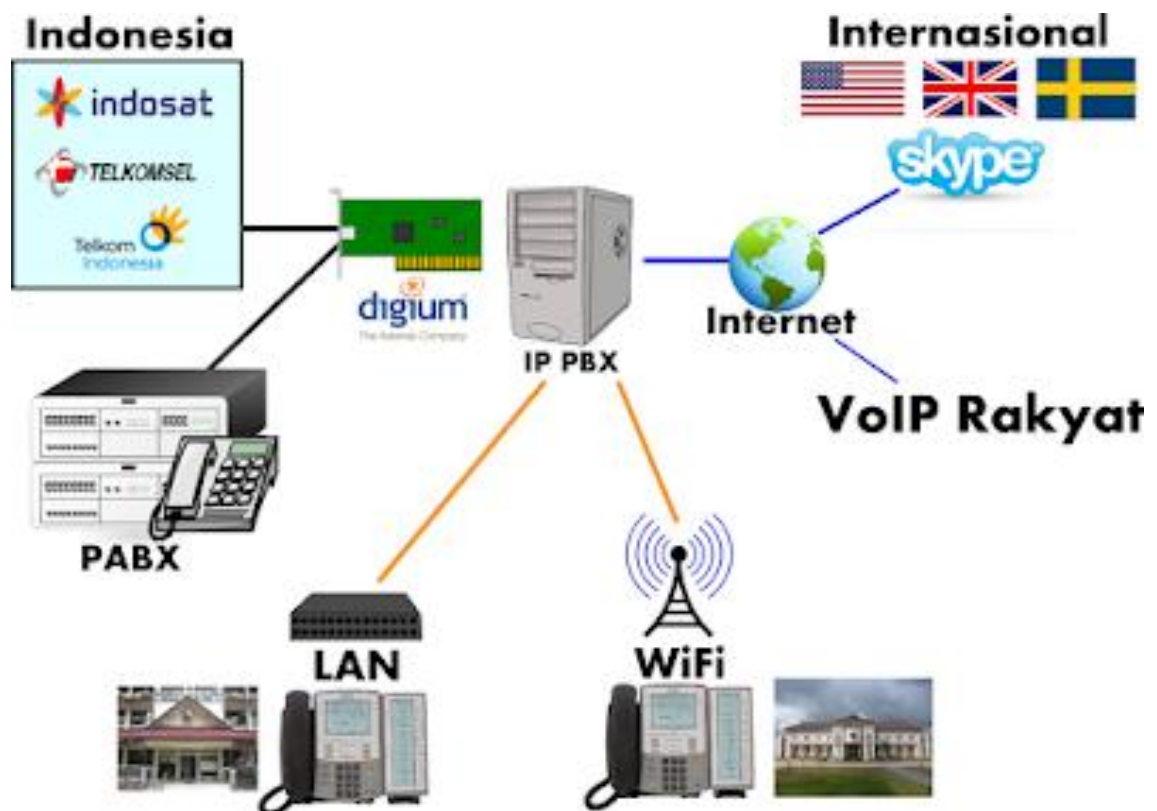 Indonesia
indosat
TELKOMSEL
Telkom
Indonesia
digium
The Asterisk Company
IP PBX
Internasional
skype
Internet
VoIP Rakyat
PABX
LAN
WiFi